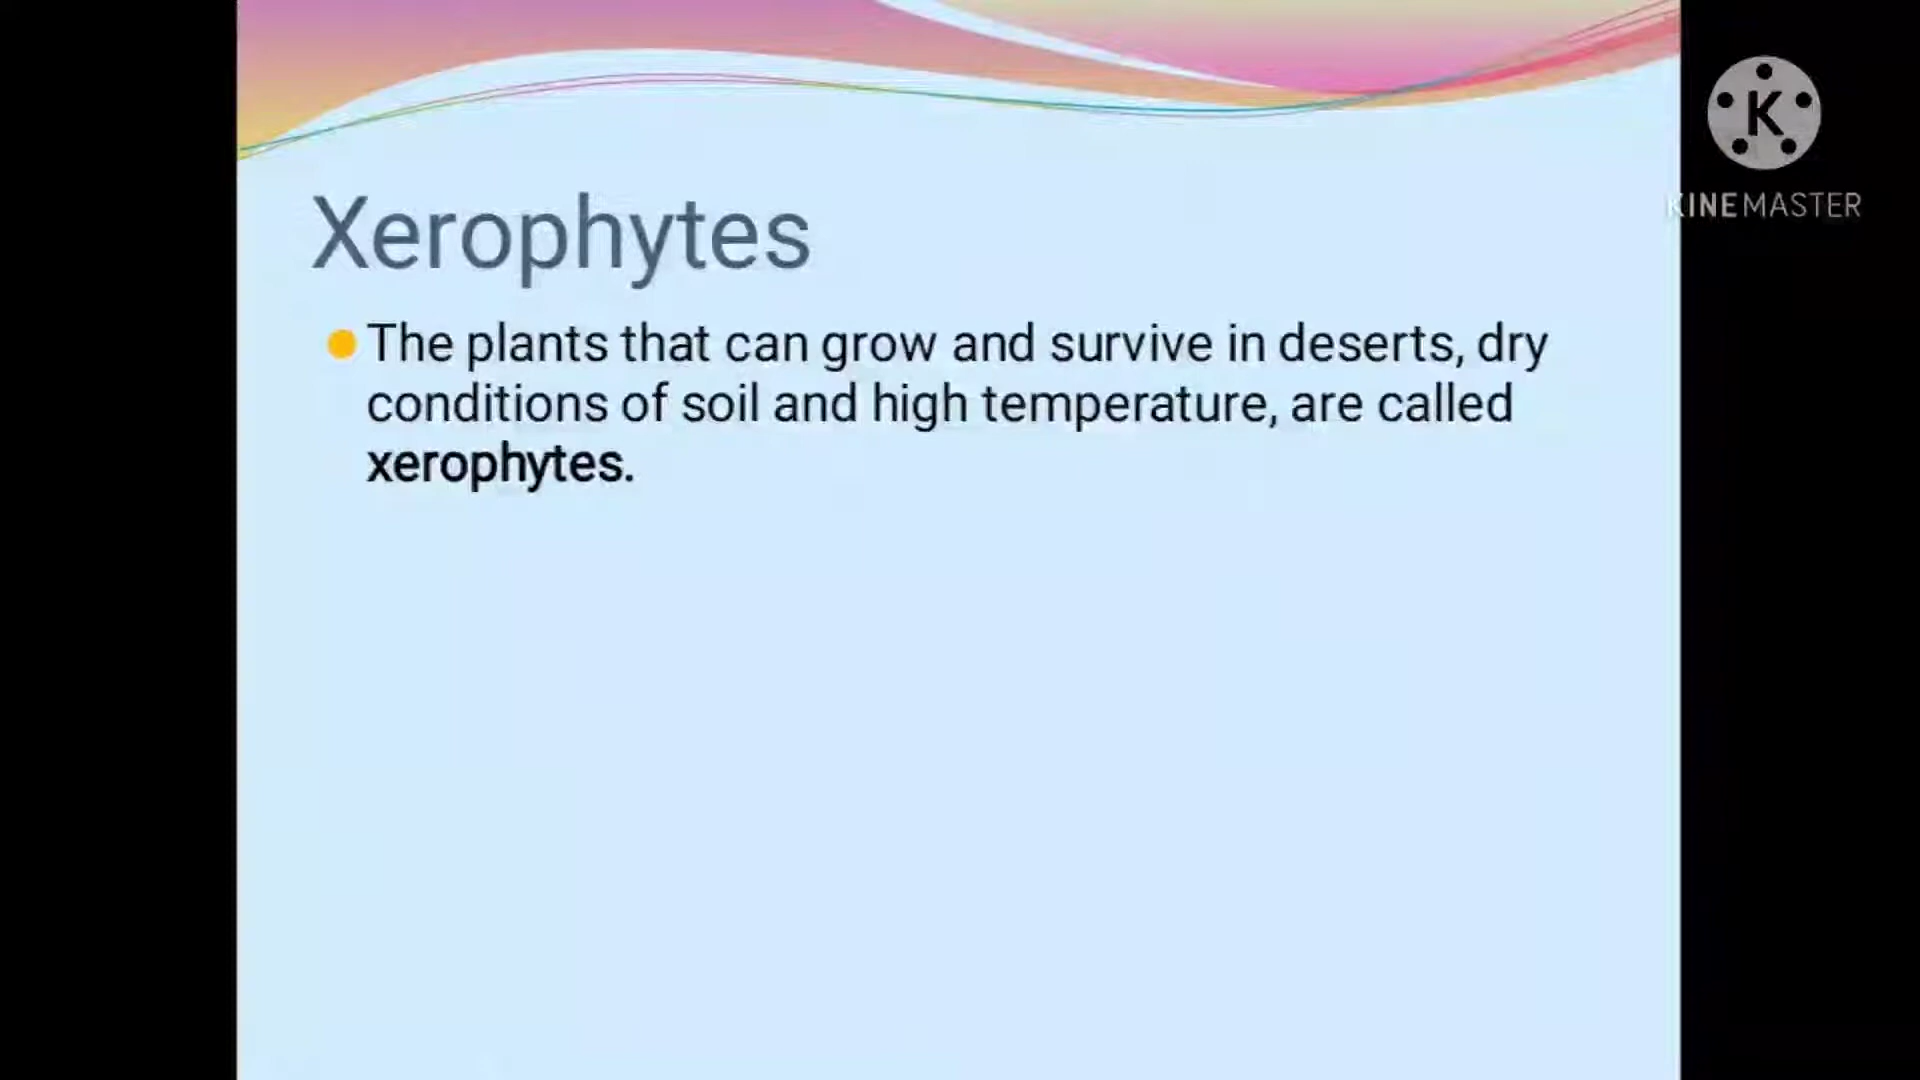 Xerophytes
The plants that can grow and survive in deserts, dry
conditions of soil and high temperature, are called
xerophytes.
K
KINEMASTER